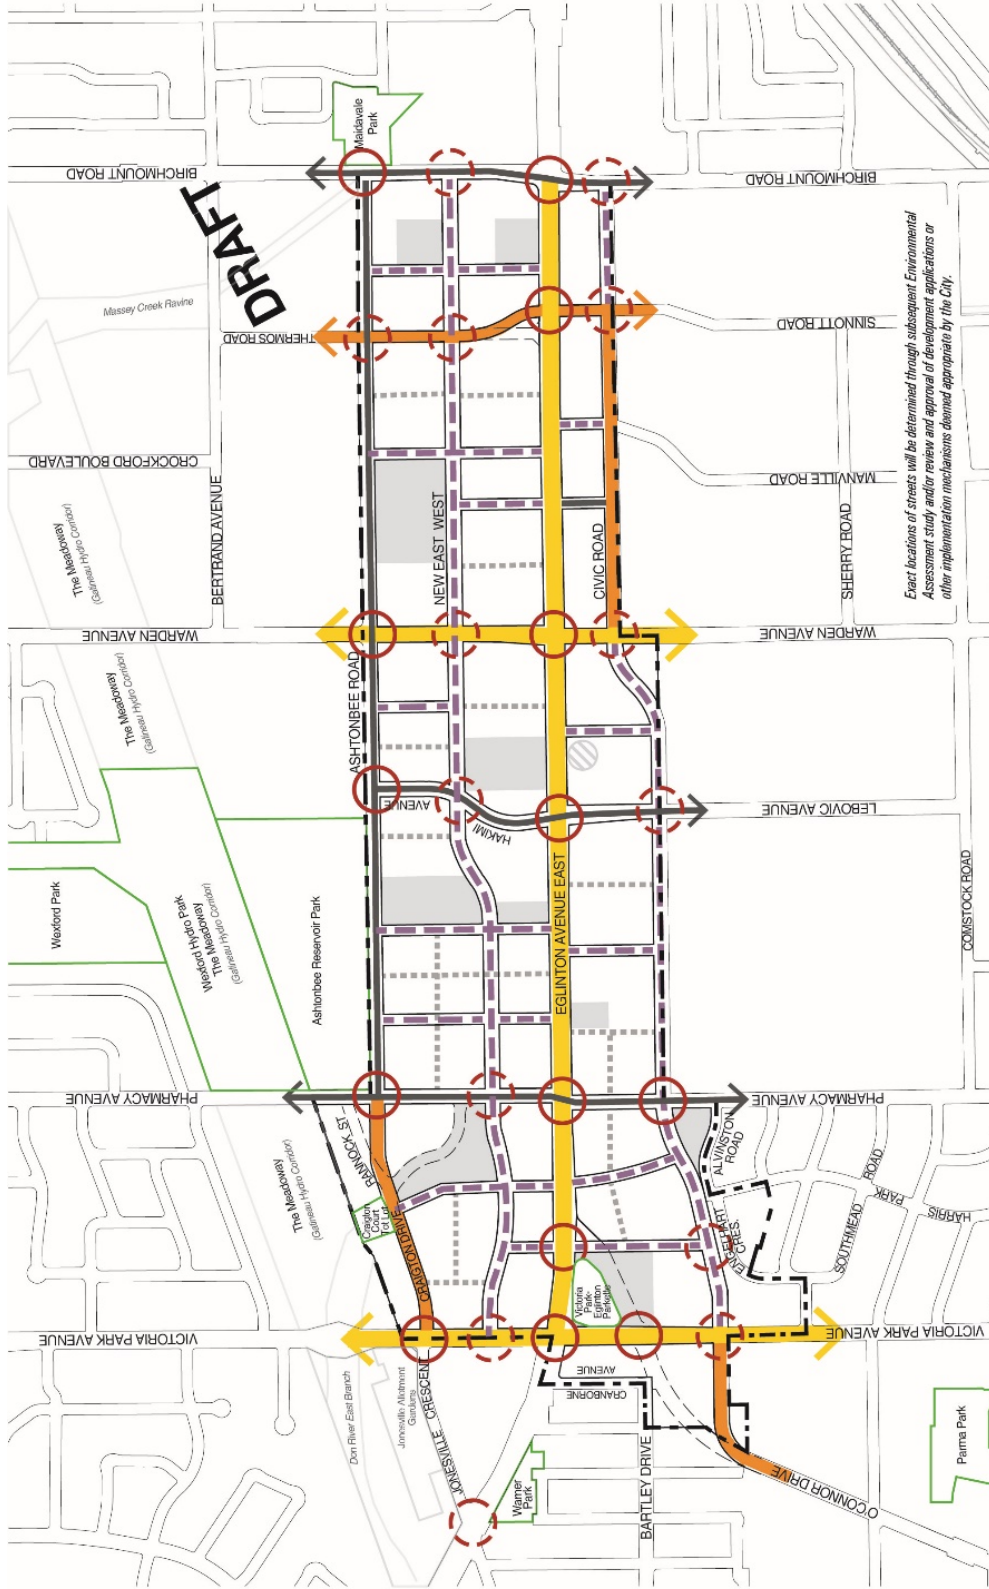 Maidavale
Park
BIRCHMOUNT ROAD
BIRCHMOUNT ROAD
DRAFT
Massey Creek Ravine
THERMOS ROAD
SINNOTT ROAD
CROCKFORD BOULEVARD
MANVILLE ROAD
BERTRAND AVENUE
NEW EAST WEST
CIVIC ROAD
SHERRY ROAD
Exact locations of streets will be determined through subsequent Environmental
Assessment study and/or review and approval of development applications or
other implementation mechanisms deemed appropriate by the City.
The Meadoway
(Gatineau Hydro Corridor)
WARDEN AVENUE
WARDEN AVENUE
The Meadoway
(Gatineau Hydro Corridor)
ASHTONBEE ROAD
HAKIMI
AVENUE
LEBOVIC AVENUE
Wexford Park
Wexford Hydro Park
The Meadoway
(Gatineau Hydro Corridor)
Ashtonbee Reservoir Park
EGLINTON AVENUE EAST
COMSTOCK ROAD
PHARMACY AVENUE
PHARMACY AVENUE
The Meadoway
(Gatineau Hydro Corridor)
RANNOCK ST
Craigton
Court
Tot Lot
CRAIGTON DRIVE
ALVINSTON
ROAD
ENGELHART
CRES.
SOUTHMEAD
ROAD
HARRIS
PARK
Victoria
Park-
Eglinton
Parkette
VICTORIA PARK AVENUE
VICTORIA PARK AVENUE
Don River East Branch
Jonesville Allotment
Gardens
JONESVILLE CRESCENT
CRANBORNE
AVENUE
Warner
Park
BARTLEY DRIVE
O'CONNOR DRIVE
Parma Park